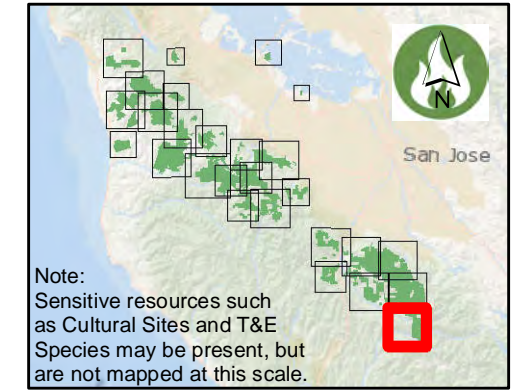 N
San Jose
Note:
Sensitive resources such
as Cultural Sites and T&E
Species may be present, but
are not mapped at this scale.